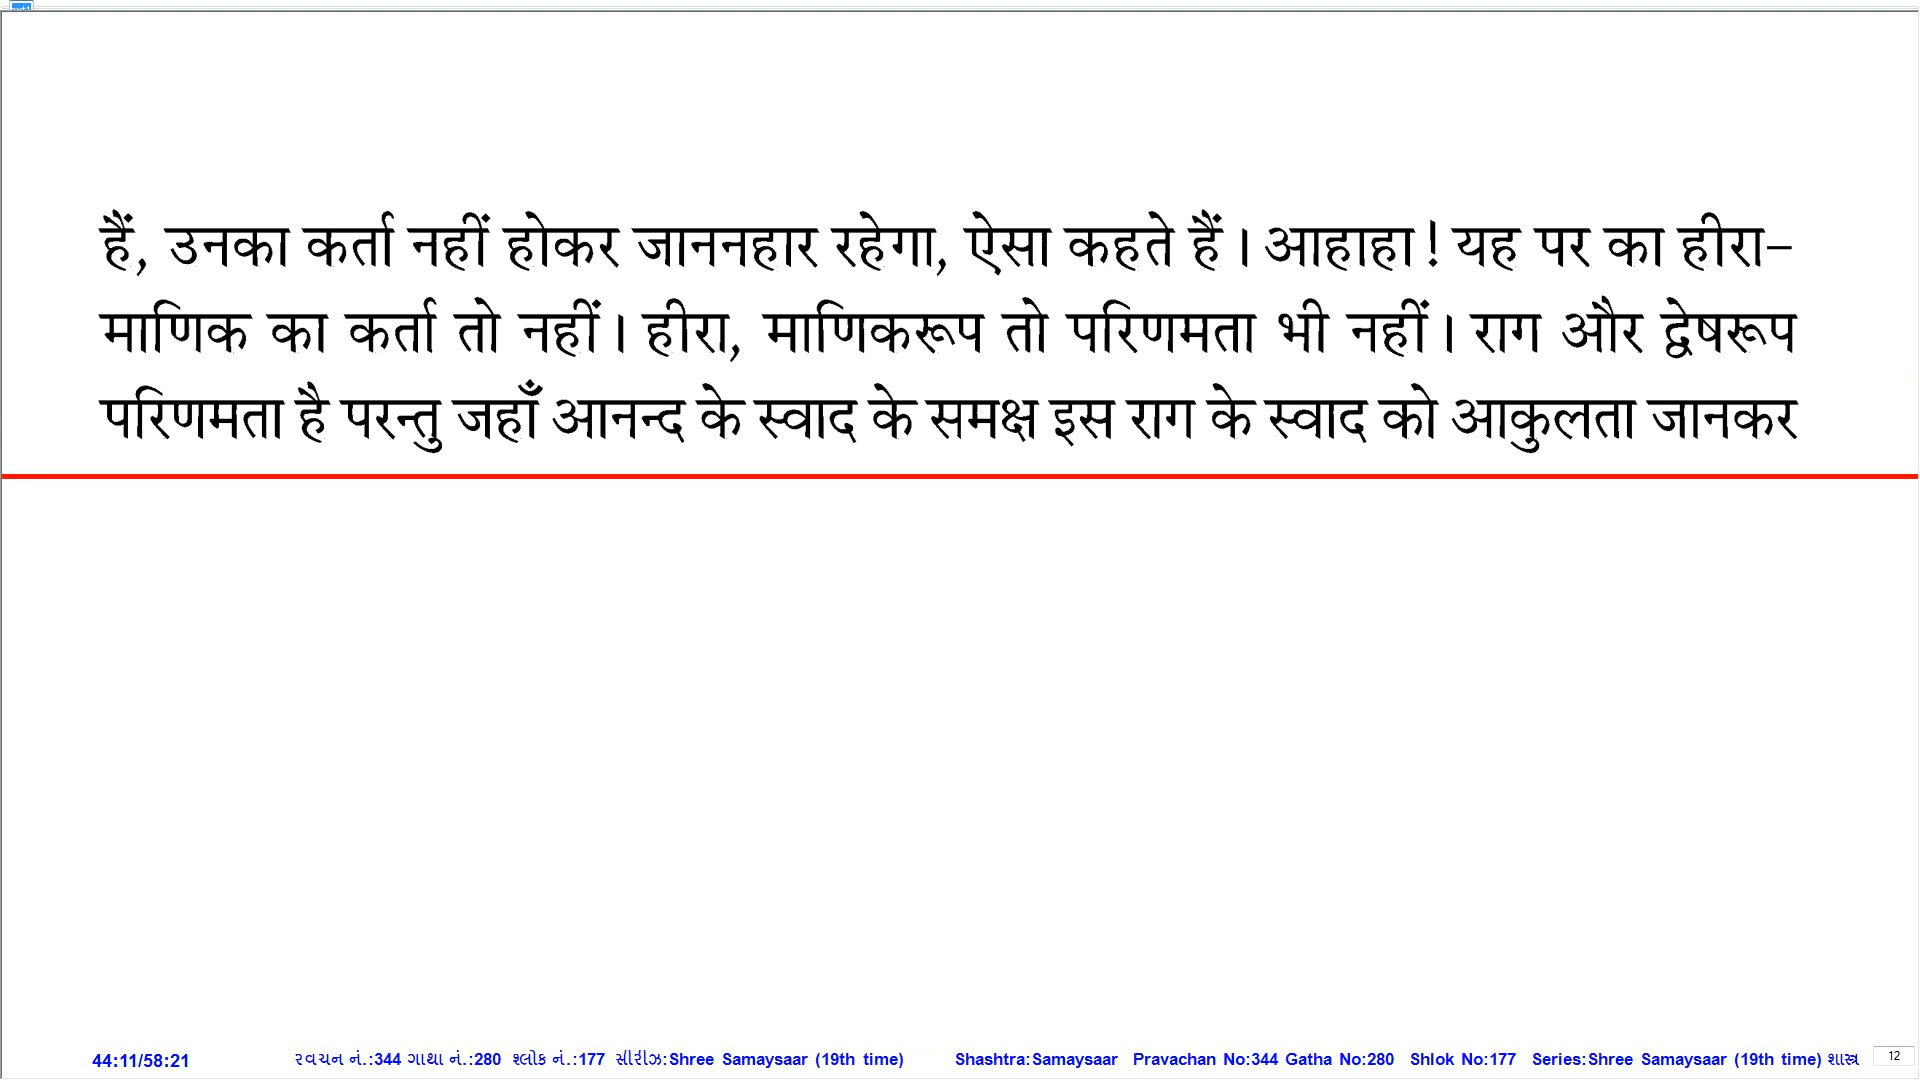 हैं, उनका कर्ता नहीं होकर जाननहार रहेगा, ऐसा कहते हैं। आहाहा! यह पर का हीरा-
माणिक का कर्ता तो नहीं। हीरा, माणिकरूप तो परिणमता भी नहीं। राग और द्वेषरूप
परिणमता है परन्तु जहाँ आनन्द के स्वाद के समक्ष इस राग के स्वाद को आकुलता जानकर
44:11/58:21 રવચન નં.:344 ગાથા નં.:280 શ્લોક નં.:177 સીરીઝ:Shree Samaysaar (19th time) Shashtra:Samaysaar Pravachan No:344 Gatha No:280 Shlok No:177 Series:Shree Samaysaar (19th time) શાસ્ત્ર 12